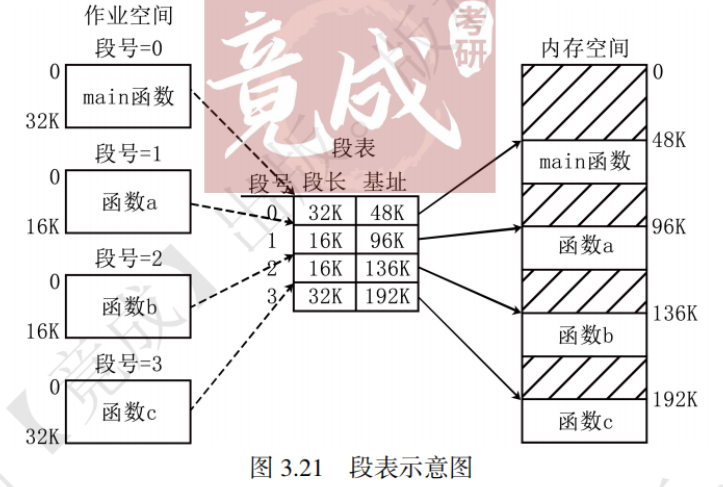 作业空间
段号=0
0
main函数
32K
段号=1
0
函数a
16K
段号=2
0
函数b
16K
段号=3
0
函数c
32K
竟成
考研
段表
段号 段长 基址
0 32K 48K
1 16K 96K
2 16K 136K
3 32K 192K
内存空间
0
48K
main函数
96K
函数a
136K
函数b
192K
函数c
图 3.21 段表示意图
【竟成】